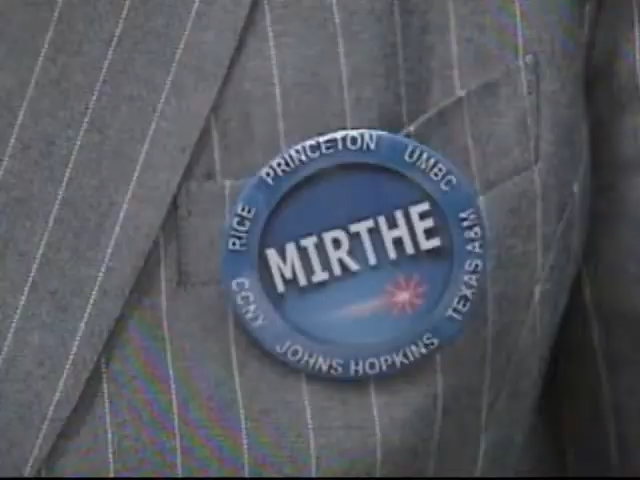 PRINCETON
UMBC
TEXAS A&M
JOHNS HOPKINS
CCNY
RICE
MIRTHE